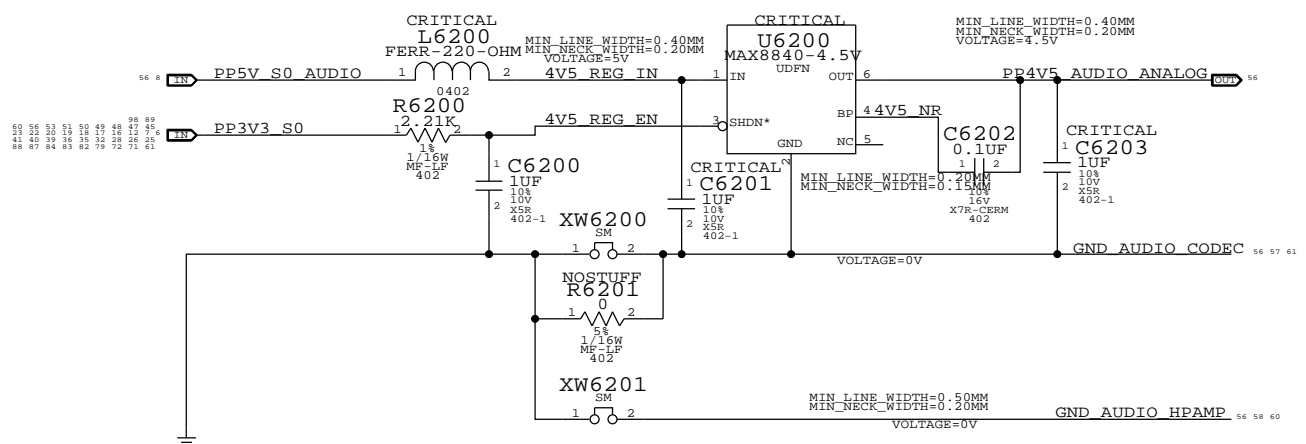 CRITICAL
L6200
FERR-220-OHM
MIN_LINE_WIDTH=0.40MM
MIN_NECK_WIDTH=0.20MM
VOLTAGE=5V
CRITICAL
U6200
MAX8840-4.5V
UDFN
MIN_LINE_WIDTH=0.40MM
MIN_NECK_WIDTH=0.20MM
VOLTAGE=4.5V
56 8
IN
PP5V_S0_AUDIO
1
2
0402
4V5_REG_IN
1
IN
OUT
6
PP4V5_AUDIO_ANALOG
OUT
56
98 89
60 56 53 51 50 49 48 47 45
23 22 20 19 18 17 16 12 7 6
41 40 39 36 35 32 28 26 25
88 87 84 83 82 79 72 71 61
IN
PP3V3_S0
R6200
2.21K
1
2
1%
1/16W
MF-LF
402
4V5_REG_EN
3
SHDN*
BP
4
4V5_NR
GND
2
NC
5
C6200
1
1UF
10%
10V
X5R
402-1
2
CRITICAL
C6201
1
1UF
10%
10V
X5R
402-1
2
MIN_LINE_WIDTH=0.20MM
MIN_NECK_WIDTH=0.15MM
C6202
0.1UF
1
2
10%
16V
X7R-CERM
402
CRITICAL
C6203
1
1UF
10%
10V
X5R
402-1
2
XW6200
SM
1
2
VOLTAGE=0V
GND_AUDIO_CODEC
56 57 61
NOSTUFF
R6201
0
1
2
5%
1/16W
MF-LF
402
XW6201
SM
1
2
MIN_LINE_WIDTH=0.50MM
MIN_NECK_WIDTH=0.20MM
VOLTAGE=0V
GND_AUDIO_HPAMP
56 58 60